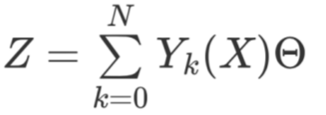 Z = \sum_{k=0}^{N} Y_k(X)\Theta